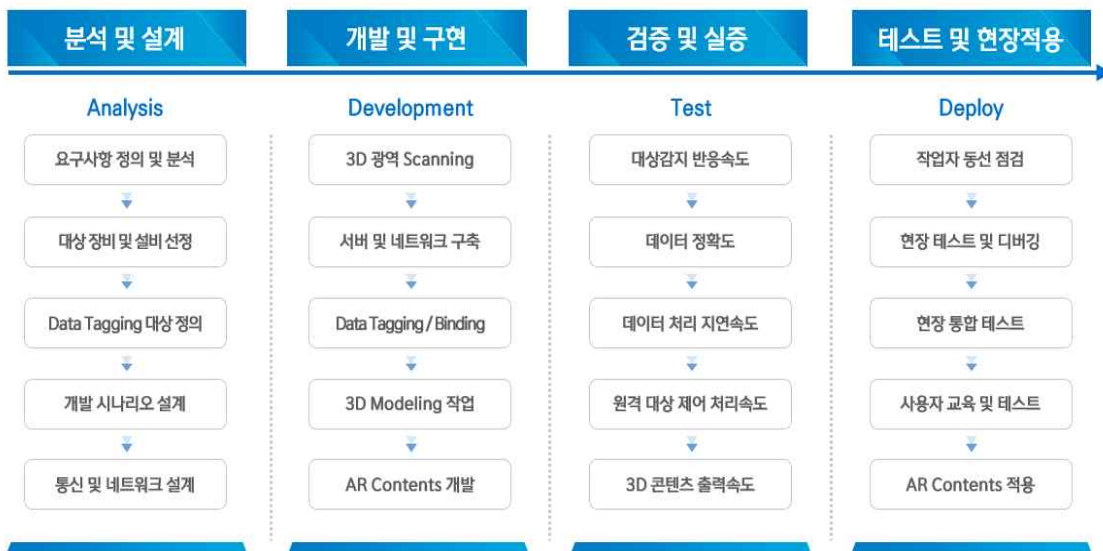 분석 및 설계
개발 및 구현
검증 및 실증
테스트 및 현장적용
Analysis
요구사항 정의 및 분석
대상 장비 및 설비 선정
Data Tagging 대상 정의
개발 시나리오 설계
통신 및 네트워크 설계
Development
3D 광역 Scanning
서버 및 네트워크 구축
Data Tagging / Binding
3D Modeling 작업
AR Contents 개발
Test
대상감지 반응속도
데이터 정확도
데이터 처리 지연속도
원격 대상 제어 처리속도
3D 콘텐츠 출력속도
Deploy
작업자 동선 점검
현장 테스트 및 디버깅
현장 통합 테스트
사용자 교육 및 테스트
AR Contents 적용